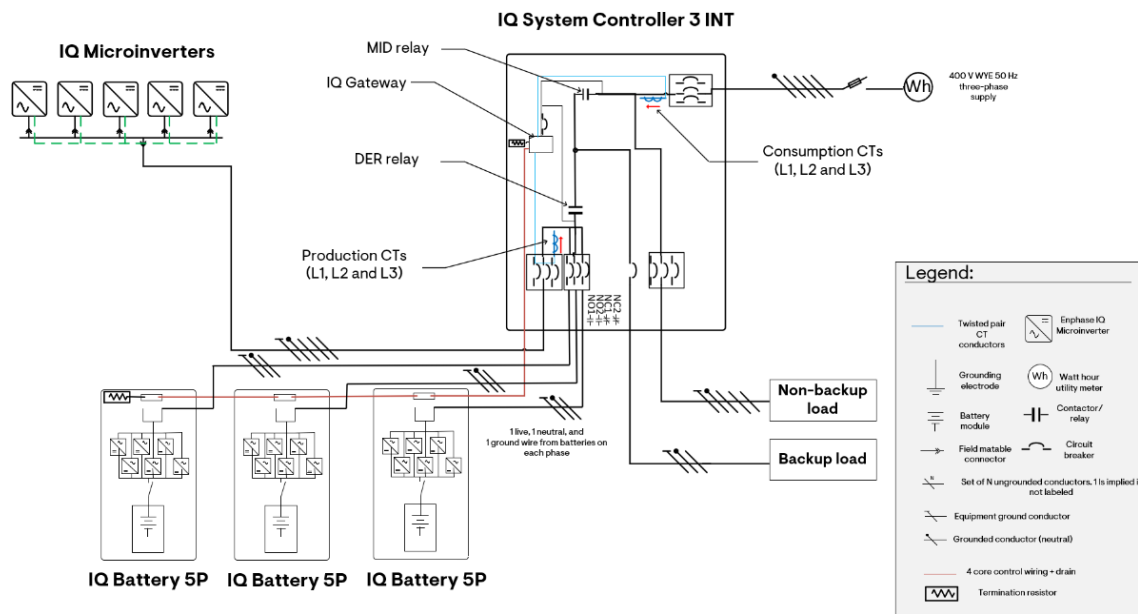 IQ System Controller 3 INT
IQ Microinverters
MID relay
IQ Gateway
DER relay
Production CTs
(L1, L2 and L3)
Wh
400 V WYE 50 Hz
three-phase
supply
Consumption CTs
(L1, L2 and L3)
NO1
NO2
NC1
NC2
1 live, 1 neutral, and
1 ground wire from batteries on
each phase
Non-backup
load
Backup load
IQ Battery 5P
IQ Battery 5P
IQ Battery 5P
Legend:
Twisted pair
CT
conductors
Enphase IQ
Microinverter
Grounding
electrode
Wh
Watt hour
utility meter
Battery
module
Contactor/
relay
Field matable
connector
Circuit
breaker
N
Set of N ungrounded conductors. 1 Is implied i
not labeled
Equipment ground conductor
N
Grounded conductor (neutral)
4 core control wiring + drain
Termination resistor